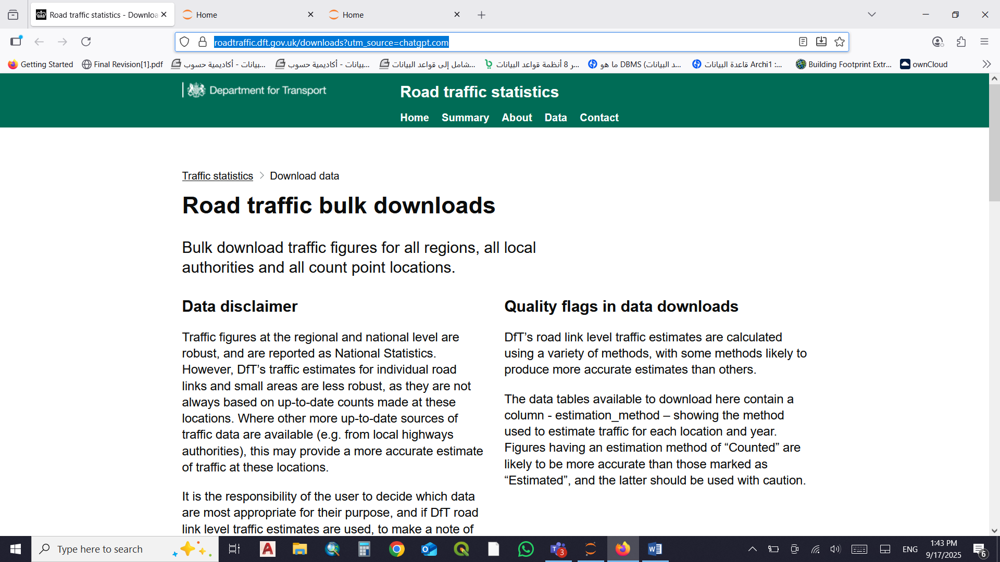 Road traffic statistics - Downloa
Home
Home
roadtraffic.dft.gov.uk/downloads?utm_source=chatgpt.com
Getting Started
Final Revision[1].pdf
بيانات - أكاديمية حسوب...
بيانات - أكاديمية حسوب...
شامل إلى قواعد البيانات...
ر 8 أنظمة قواعد البيانات...
ما هو DBMS (د البيانات...
قاعدة البيانات Archi1 :...
Building Footprint Extr...
ownCloud
Department for Transport
Road traffic statistics
Home Summary About Data Contact
Traffic statistics > Download data
Road traffic bulk downloads
Bulk download traffic figures for all regions, all local
authorities and all count point locations.
Data disclaimer
Traffic figures at the regional and national level are
robust, and are reported as National Statistics.
However, DfT’s traffic estimates for individual road
links and small areas are less robust, as they are not
always based on up-to-date counts made at these
locations. Where other more up-to-date sources of
traffic data are available (e.g. from local highways
authorities), this may provide a more accurate estimate
of traffic at these locations.
It is the responsibility of the user to decide which data
are most appropriate for their purpose, and if DfT road
link level traffic estimates are used, to make a note of
Quality flags in data downloads
DfT’s road link level traffic estimates are calculated
using a variety of methods, with some methods likely to
produce more accurate estimates than others.
The data tables available to download here contain a
column - estimation_method – showing the method
used to estimate traffic for each location and year.
Figures having an estimation method of “Counted” are
likely to be more accurate than those marked as
“Estimated”, and the latter should be used with caution.
Type here to search
3
ENG
1:43 PM
9/17/2025
6